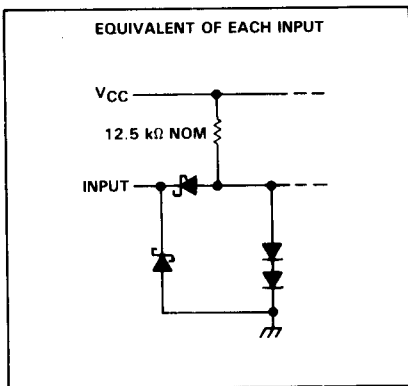 EQUIVALENT OF EACH INPUT
VCC
12.5 kΩ NOM
INPUT